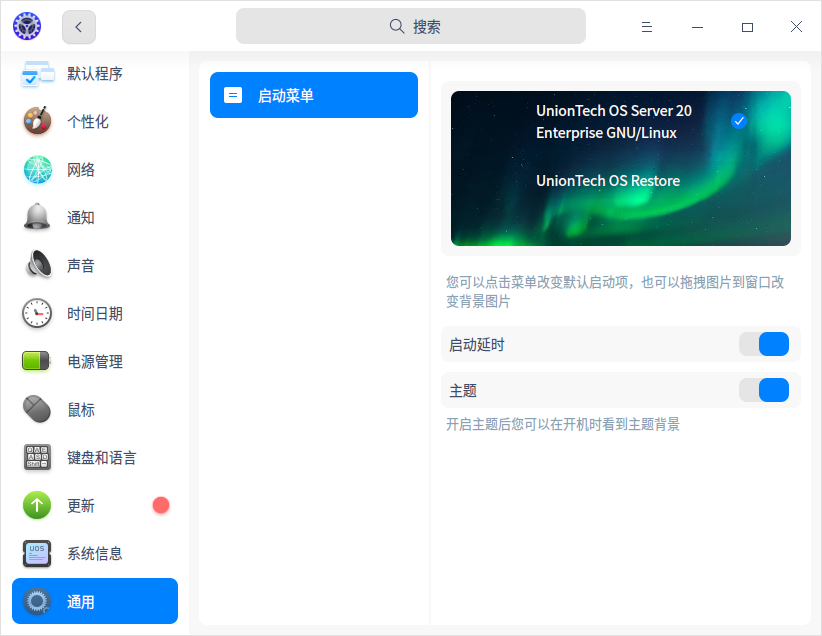 搜索
默认程序
个性化
网络
通知
声音
时间日期
电源管理
鼠标
键盘和语言
更新
系统信息
通用
启动菜单
UnionTech OS Server 20
Enterprise GNU/Linux
UnionTech OS Restore
您可以点击菜单改变默认启动项，也可以拖拽图片到窗口改
变背景图片
启动延时
主题
开启主题后您可以在开机时看到主题背景